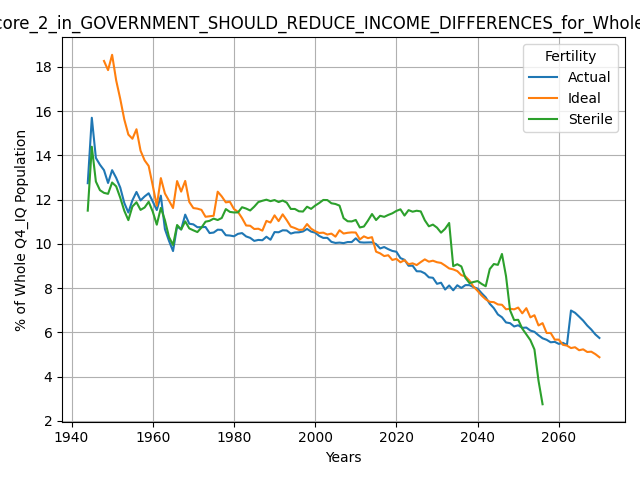 core_2_in_GOVERNMENT_SHOULD_REDUCE_INCOME_DIFFERENCES_for_Whole
% of Whole Q4_IQ Population
18
16
14
12
10
8
6
4
2
1940 1960 1980 2000 2020 2040 2060
Years
Fertility
Actual
Ideal
Sterile